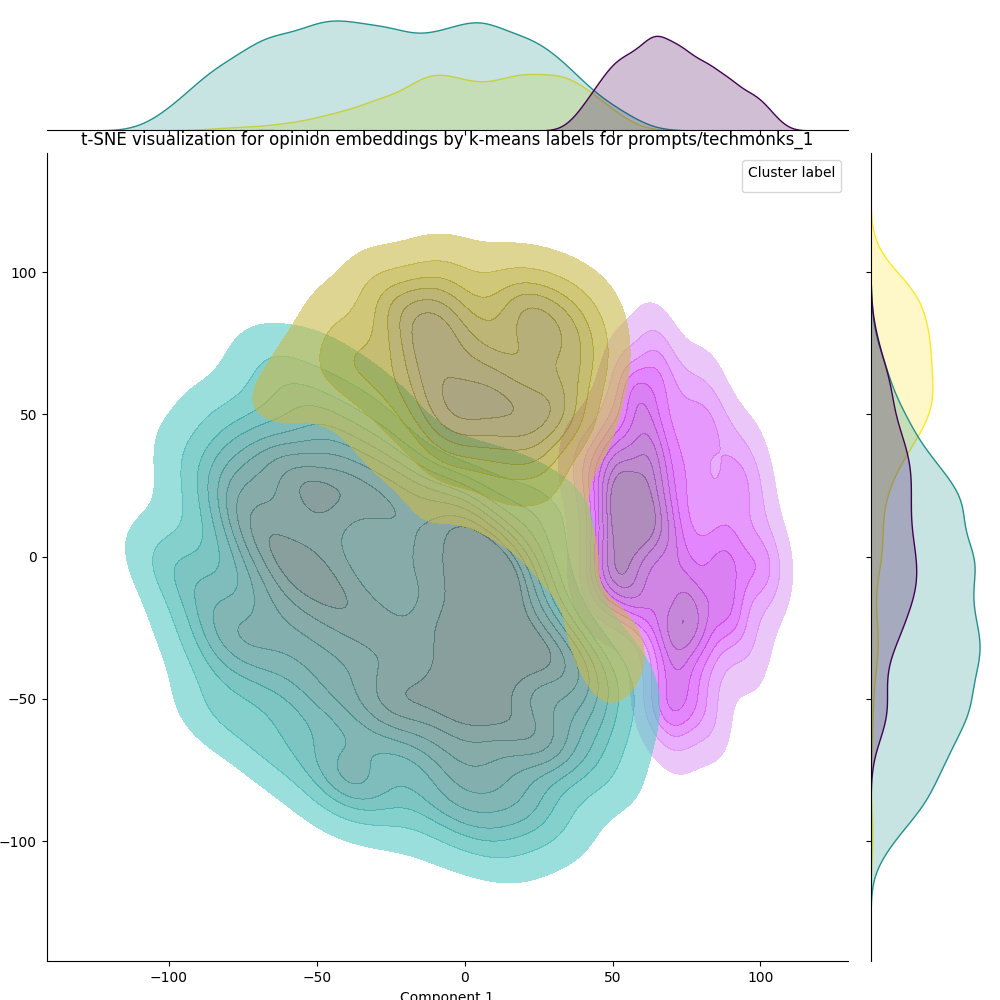 t-SNE visualization for opinion embeddings by k-means labels for prompts/techmonks_1
Cluster label
100
50
0
−50
−100
−100 −50 0 50 100
Component 1